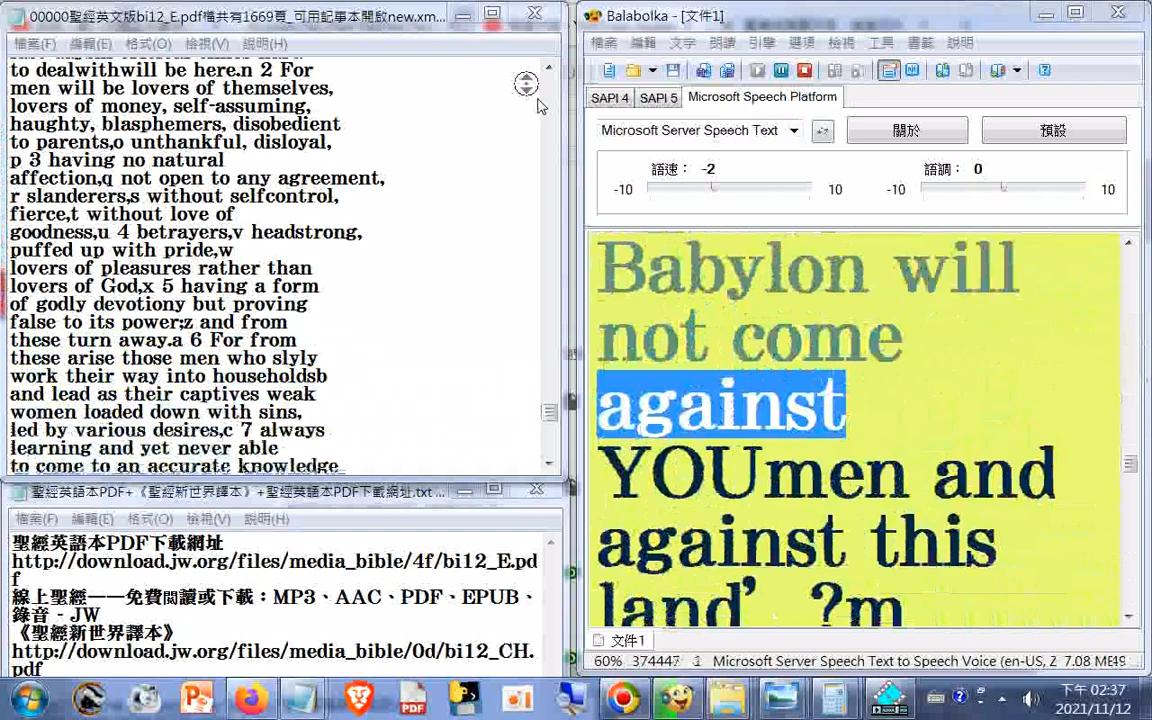 00000聖經英文版bi12_E.pdf檔共有1669頁_可用記事本開啟new.xm...
檔案(F) 編輯(E) 格式(O) 檢視(V) 說明(H)
to dealwithwill be here.n 2 For
men will be lovers of themselves,
lovers of money, self-assuming,
haughty, blasphemers, disobedient
to parents,o unthankful, disloyal,
p 3 having no natural
affection,q not open to any agreement,
r slanderers,s without selfcontrol,
fierce,t without love of
goodness,u 4 betrayers,v headstrong,
puffed up with pride,w
lovers of pleasures rather than
lovers of God,x 5 having a form
of godly devotiony but proving
false to its power;z and from
these turn away.a 6 For from
these arise those men who slyly
work their way into householdsb
and lead as their captives weak
women loaded down with sins,
led by various desires,c 7 always
learning and yet never able
to come to an accurate knowledge
聖經英語本PDF+《聖經新世界譯本》+聖經英語本PDF下載網址.txt ...
檔案(F) 編輯(E) 格式(O) 檢視(V) 說明(H)
聖經英語本PDF下載網址
http://download.jw.org/files/media_bible/4f/bi12_E.pd
f
線上聖經——免費閱讀或下載：MP3、AAC、PDF、EPUB、
錄音 - JW
《聖經新世界譯本》
http://download.jw.org/files/media_bible/0d/bi12_CH.
pdf
Balabolka - [文件1]
檔案 編輯 文字 朗讀 引擎 選項 檢視 工具 書籤 說明
SAPI 4 SAPI 5 Microsoft Speech Platform
Microsoft Server Speech Text 關於 預設
語速： -2 語調： 0
-10 10 -10 10
Babylon will
not come
against
YOUmen and
against this
land’ ?m
文件1
60% 374447 1 Microsoft Server Speech Text to Speech Voice (en-US, Z 7.08 ME
下午 02:37
2021/11/12